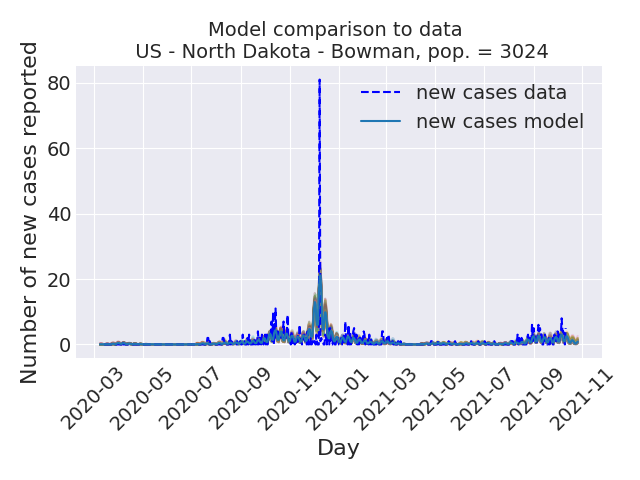 Model comparison to data
US - North Dakota - Bowman, pop. = 3024
Number of new cases reported
80
60
40
20
0
new cases data
new cases model
2020-03
2020-05
2020-07
2020-09
2020-11
2021-01
2021-03
2021-05
2021-07
2021-09
2021-11
Day